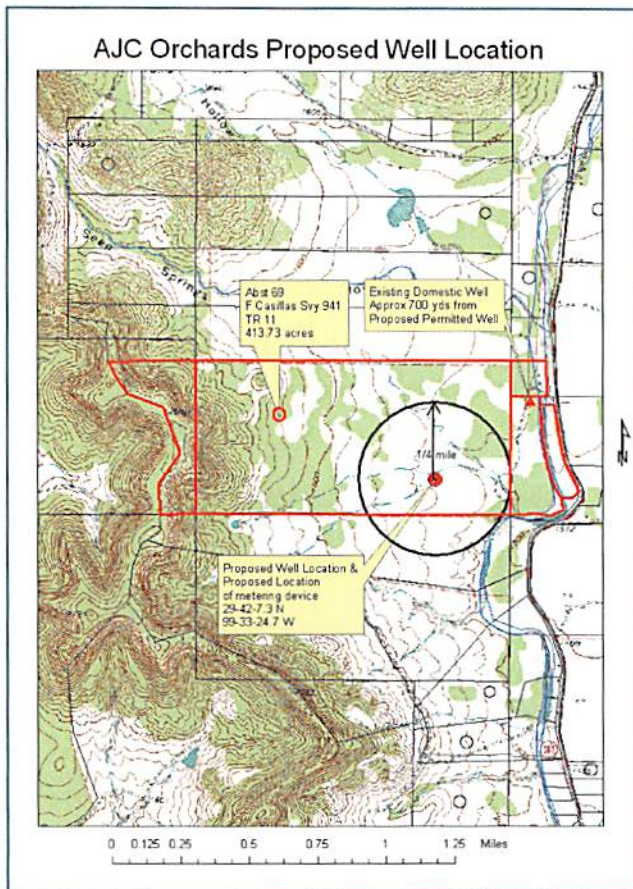 AJC Orchards Proposed Well Location
Hollow
Seep
Springs
Abst 69
F Casillas Svy 941
TR 11
413.73 acres
Existing Domestic Well
Approx 700 yds from
Proposed Permitted Well
1/4 mile
N
Proposed Well Location &
Proposed Location
of metering device
29-42-7.3 N
99-33-24.7 W
0 0.125 0.25 0.5 0.75 1 1.25 Miles